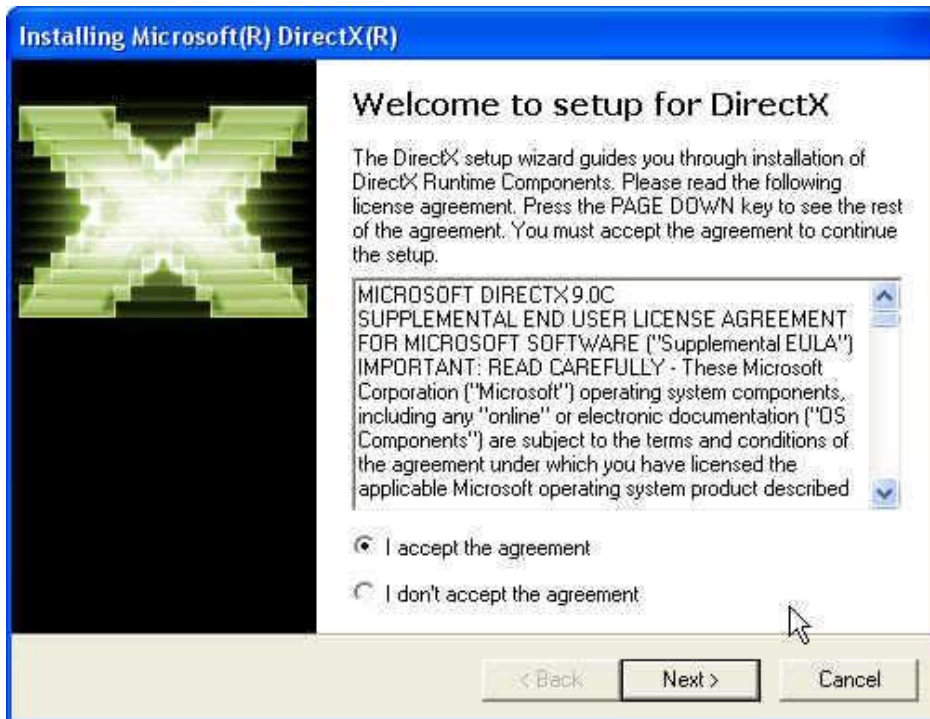 Installing Microsoft(R) DirectX(R)
Welcome to setup for DirectX
The DirectX setup wizard guides you through installation of
DirectX Runtime Components. Please read the following
license agreement. Press the PAGE DOWN key to see the rest
of the agreement. You must accept the agreement to continue
the setup.
MICROSOFT DIRECTX 9.0C
SUPPLEMENTAL END USER LICENSE AGREEMENT
FOR MICROSOFT SOFTWARE ("Supplemental EULA")
IMPORTANT: READ CAREFULLY - These Microsoft
Corporation ("Microsoft") operating system components,
including any "online" or electronic documentation ("OS
Components") are subject to the terms and conditions of
the agreement under which you have licensed the
applicable Microsoft operating system product described
I accept the agreement
I don't accept the agreement
< Back Next > Cancel